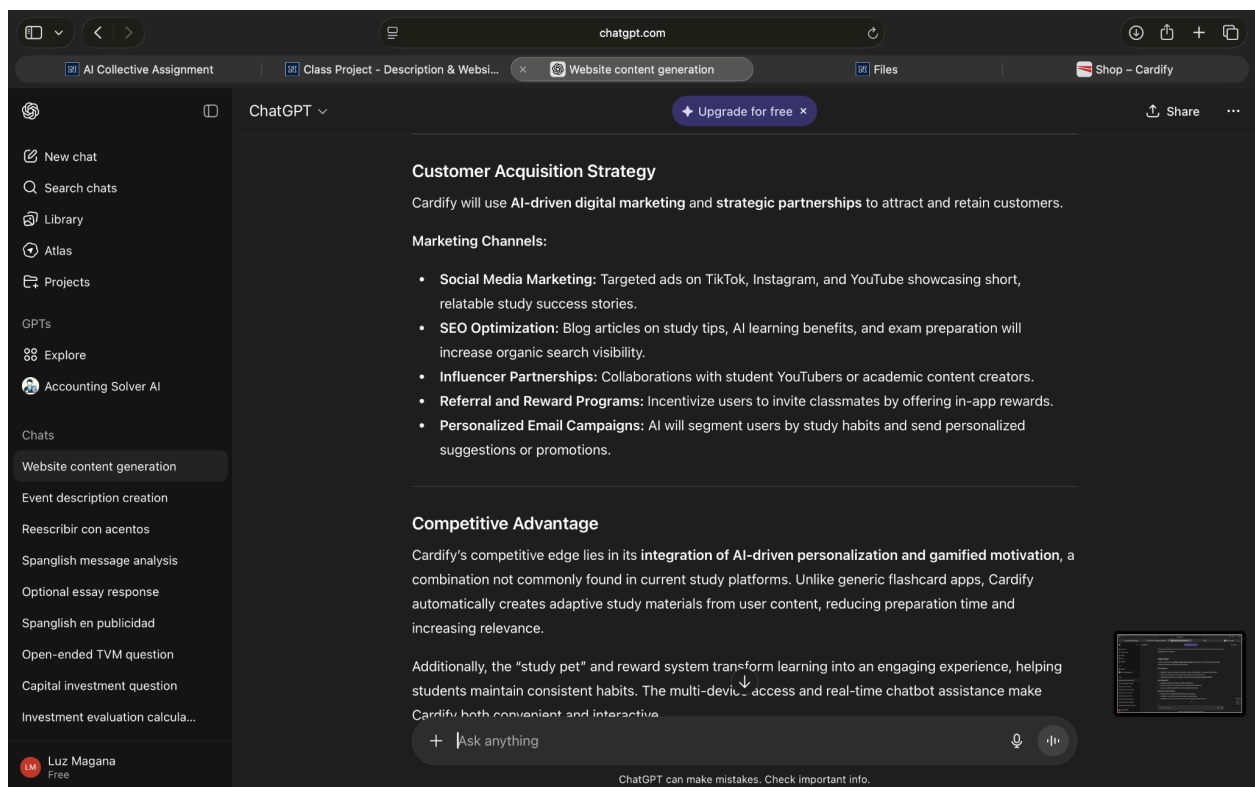 chatgpt.com
AI Collective Assignment
Class Project - Description & Websi...
Website content generation
Files
Shop – Cardify
ChatGPT
Upgrade for free
Share
New chat
Search chats
Library
Atlas
Projects
GPTs
Explore
Accounting Solver AI
Chats
Website content generation
Event description creation
Reescribir con acentos
Spanglish message analysis
Optional essay response
Spanglish en publicidad
Open-ended TVM question
Capital investment question
Investment evaluation calcula...
LM
Luz Magana
Free
Customer Acquisition Strategy
Cardify will use AI-driven digital marketing and strategic partnerships to attract and retain customers.
Marketing Channels:
• Social Media Marketing: Targeted ads on TikTok, Instagram, and YouTube showcasing short,
relatable study success stories.
• SEO Optimization: Blog articles on study tips, AI learning benefits, and exam preparation will
increase organic search visibility.
• Influencer Partnerships: Collaborations with student YouTubers or academic content creators.
• Referral and Reward Programs: Incentivize users to invite classmates by offering in-app rewards.
• Personalized Email Campaigns: AI will segment users by study habits and send personalized
suggestions or promotions.
Competitive Advantage
Cardify's competitive edge lies in its integration of AI-driven personalization and gamified motivation, a
combination not commonly found in current study platforms. Unlike generic flashcard apps, Cardify
automatically creates adaptive study materials from user content, reducing preparation time and
increasing relevance.
Additionally, the “study pet” and reward system transform learning into an engaging experience, helping
students maintain consistent habits. The multi-device access and real-time chatbot assistance make
Cardify both convenient and interactive.
Ask anything
ChatGPT can make mistakes. Check important info.